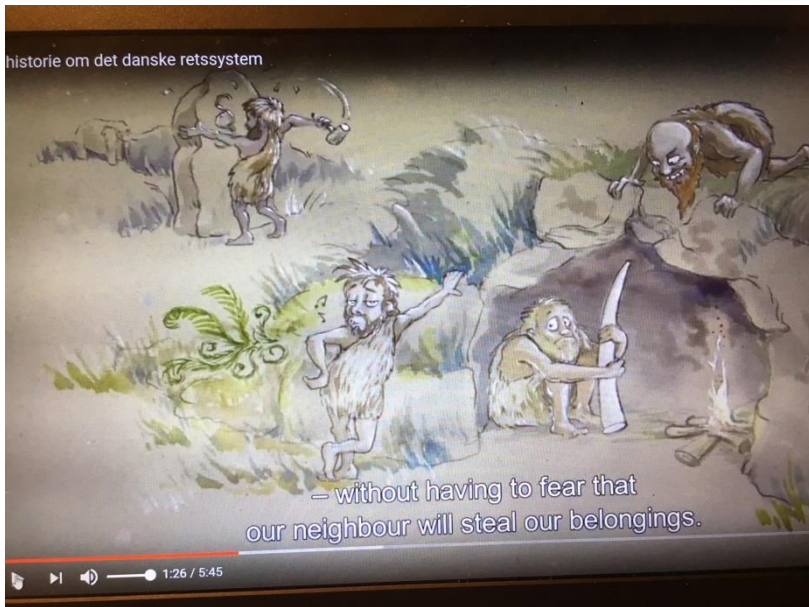 historie om det danske retssystem
– without having to fear that
our neighbour will steal our belongings.
1:26 / 5:45